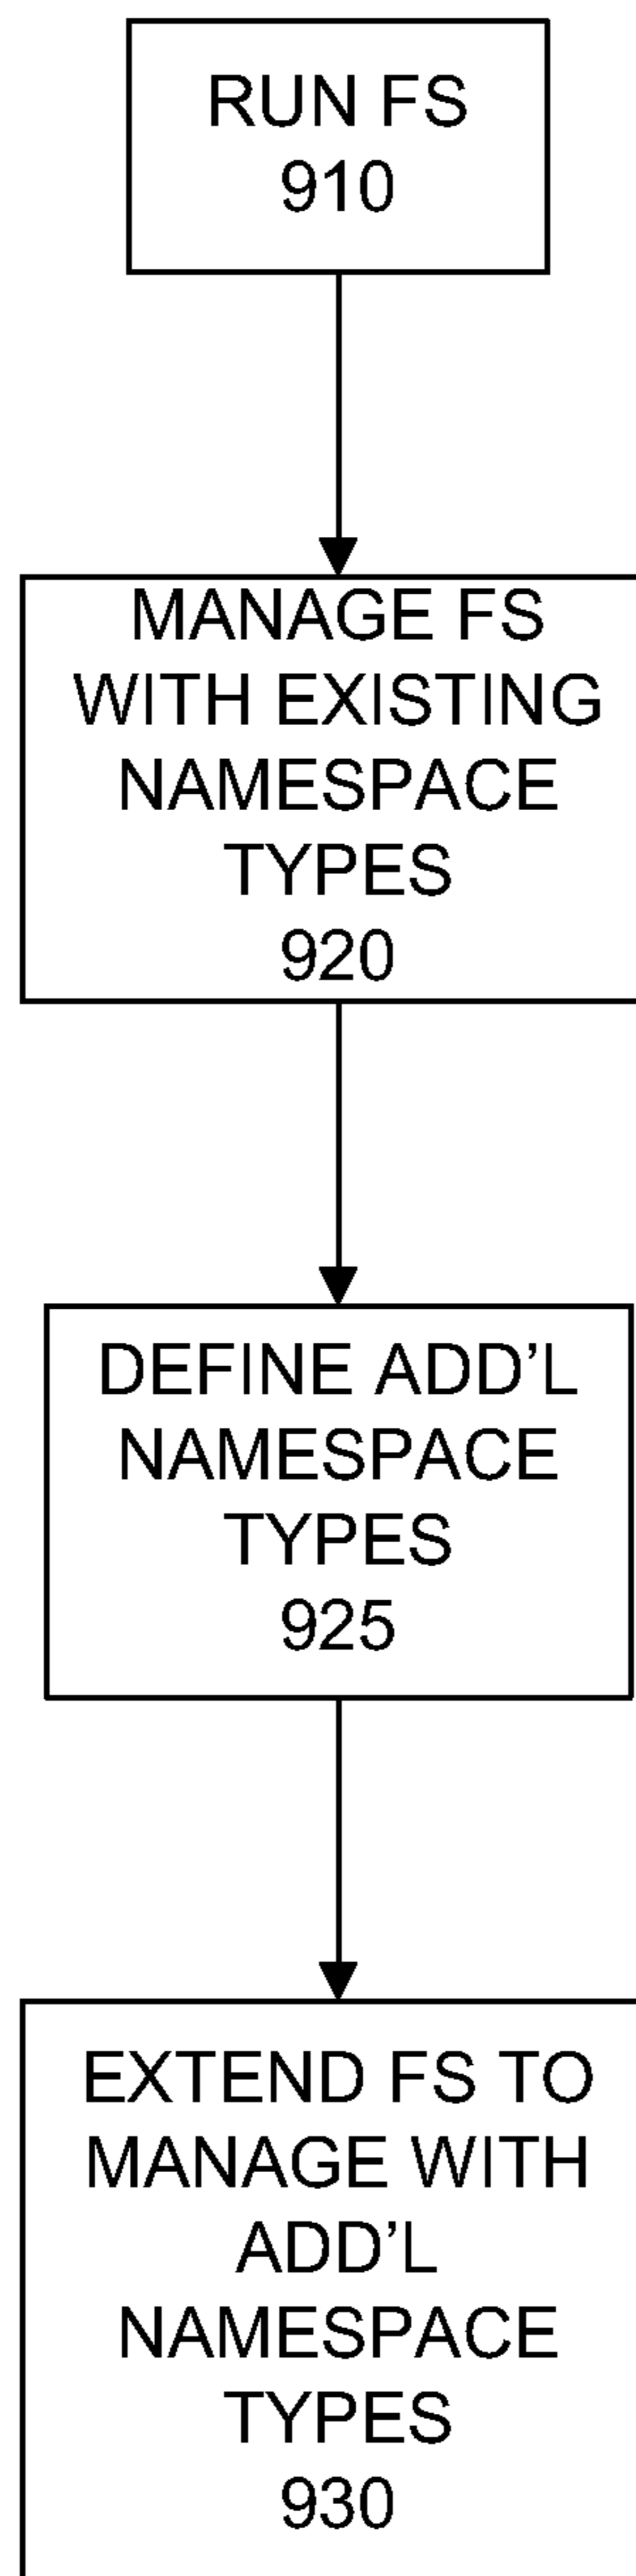 RUN FS
910
MANAGE FS
WITH EXISTING
NAMESPACE
TYPES
920
DEFINE ADD’L
NAMESPACE
TYPES
925
EXTEND FS TO
MANAGE WITH
ADD’L
NAMESPACE
TYPES
930